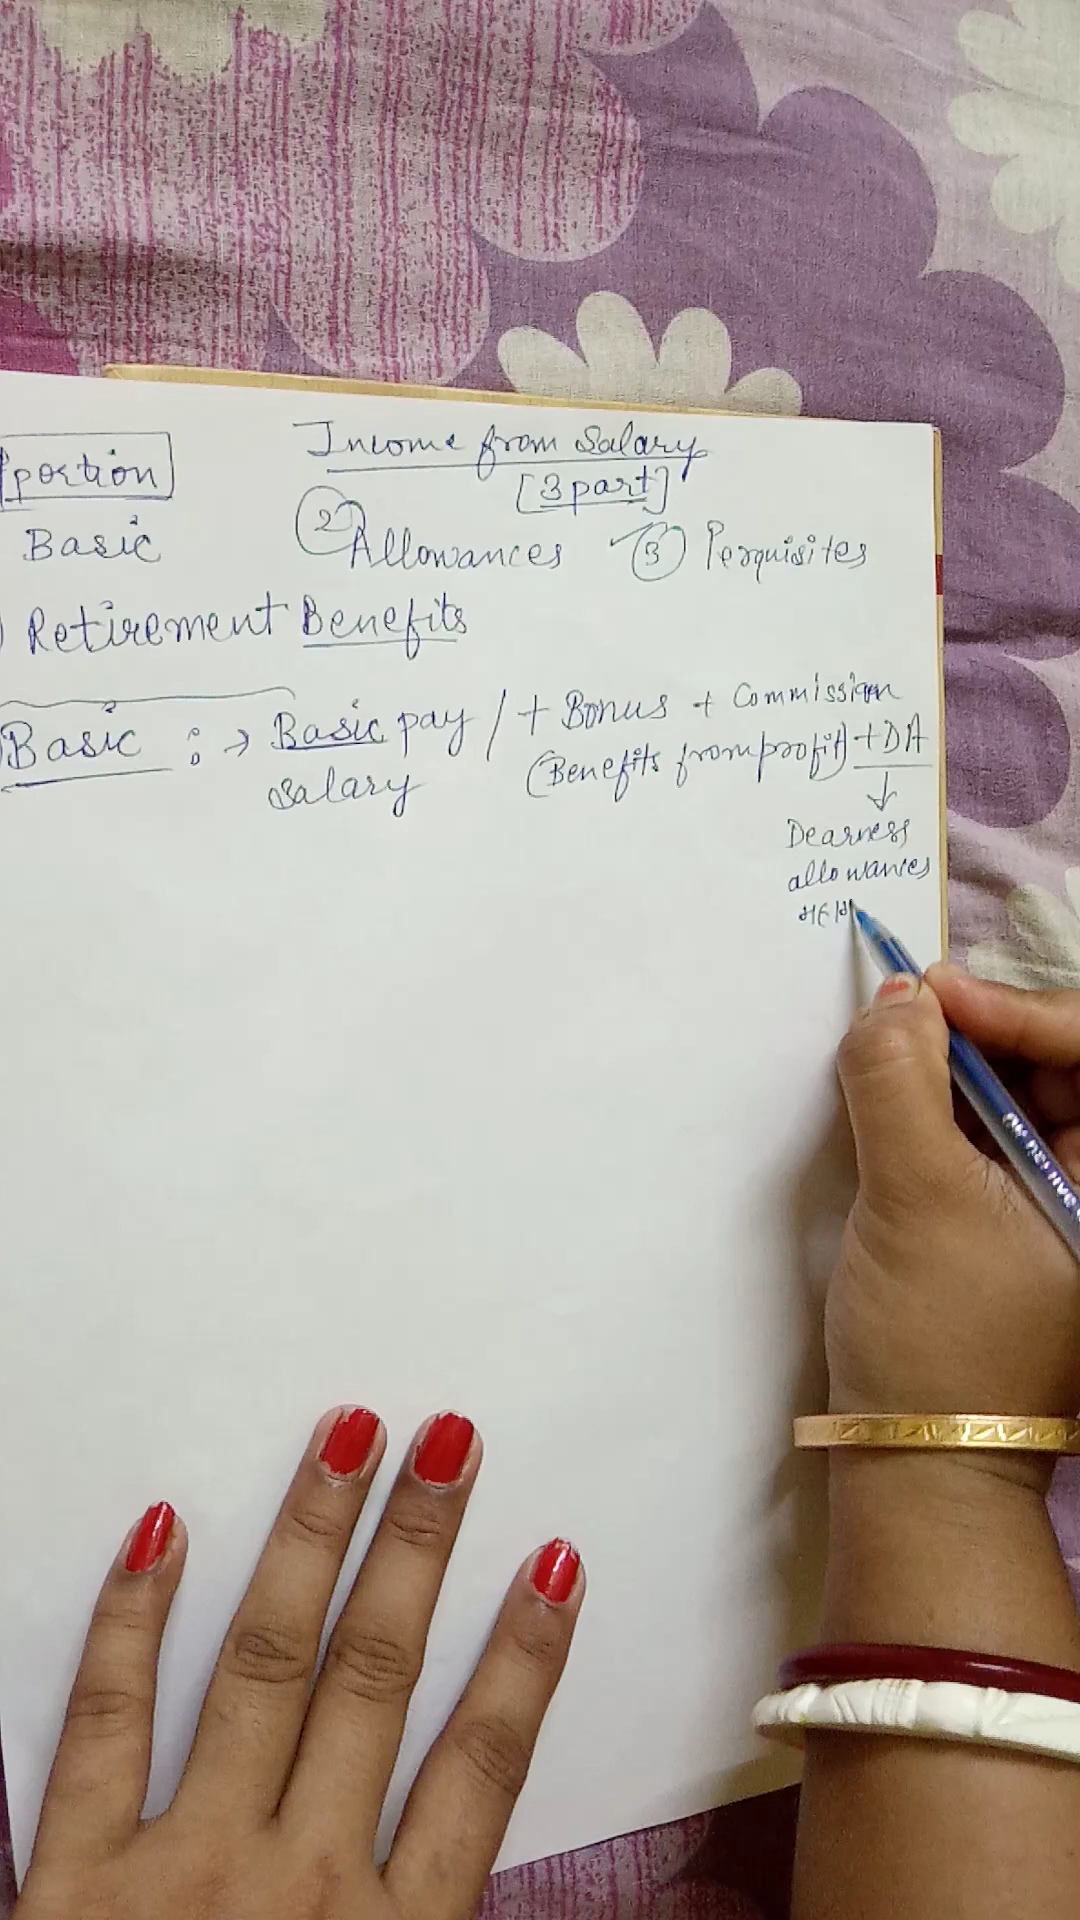 Income from Salary
portion
[3 part]
Basic ② Allowances ✓③ Perquisites
) Retirement Benefits
Basic :→ Basic pay / + Bonus + Commission
salary (Benefits from profit) + DA
↓
Dearness
allowances